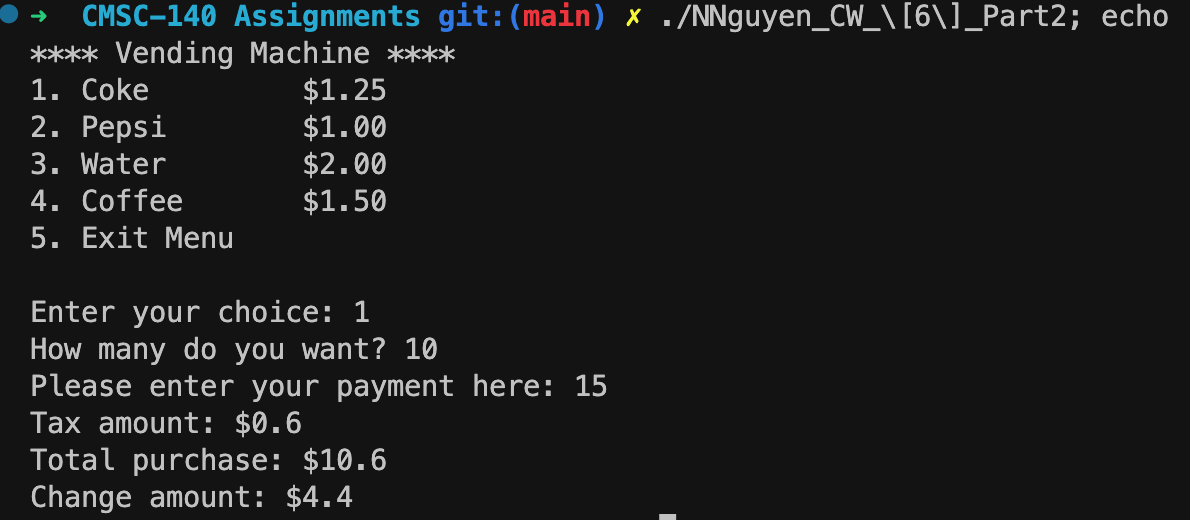 ➜  CMSC-140 Assignments git:(main) ✗ ./NNguyen_CW_\[6\]_Part2; echo
**** Vending Machine ****
1. Coke         $1.25
2. Pepsi        $1.00
3. Water        $2.00
4. Coffee       $1.50
5. Exit Menu

Enter your choice: 1
How many do you want? 10
Please enter your payment here: 15
Tax amount: $0.6
Total purchase: $10.6
Change amount: $4.4